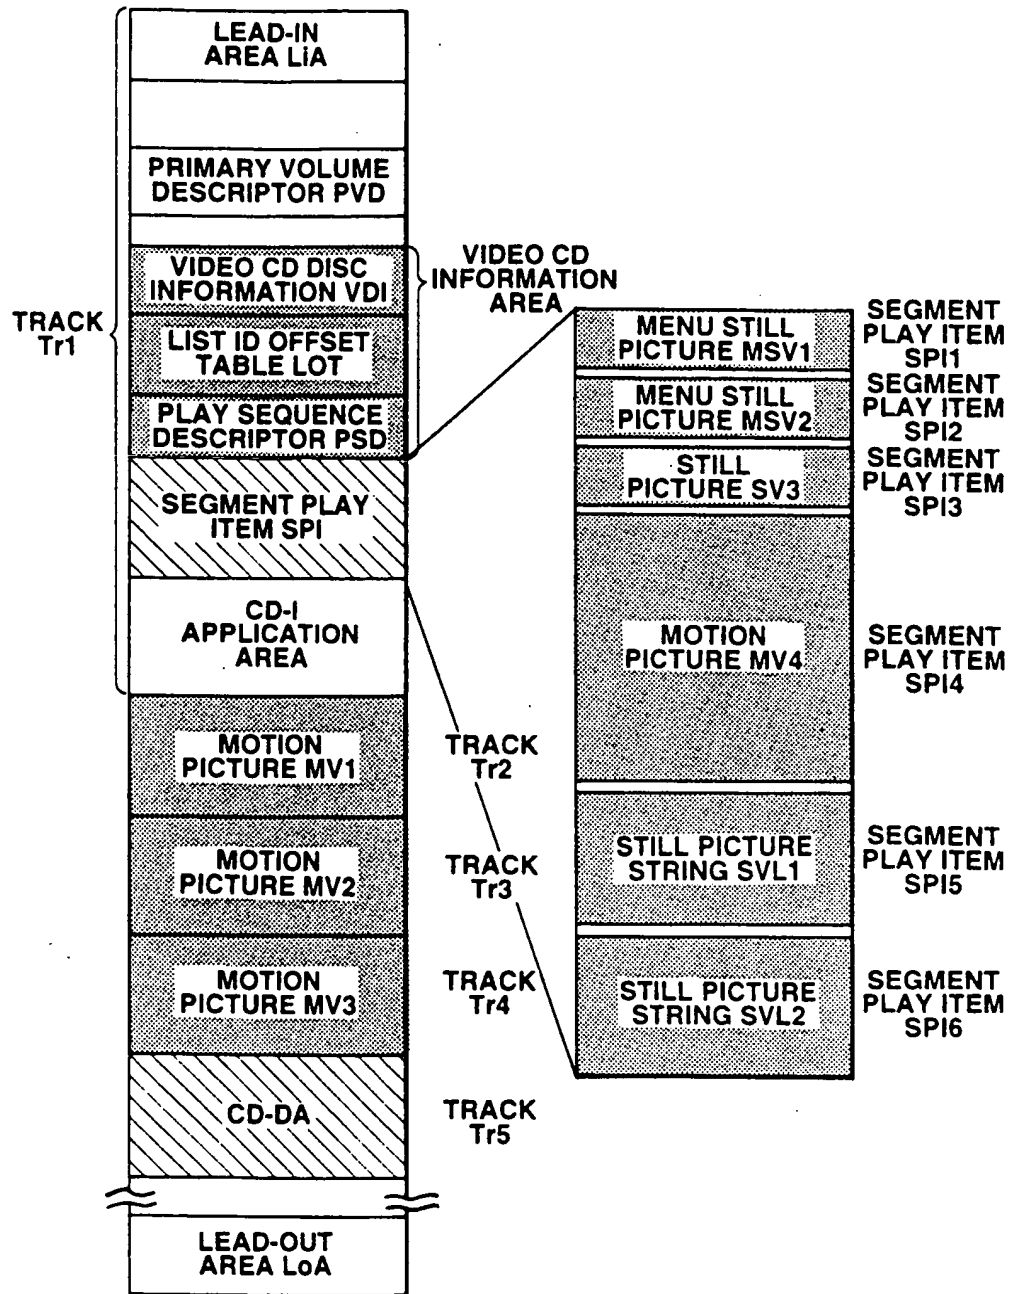 LEAD-IN
AREA LiA
PRIMARY VOLUME
DESCRIPTOR PVD
VIDEO CD DISC
INFORMATION VDI
LIST ID OFFSET
TABLE LOT
PLAY SEQUENCE
DESCRIPTOR PSD
SEGMENT PLAY
ITEM SPI
CD-I
APPLICATION
AREA
MOTION
PICTURE MV1
MOTION
PICTURE MV2
MOTION
PICTURE MV3
CD-DA
LEAD-OUT
AREA LoA
TRACK
Tr1
VIDEO CD
INFORMATION
AREA
TRACK
Tr2
TRACK
Tr3
TRACK
Tr4
TRACK
Tr5
MENU STILL
PICTURE MSV1
SEGMENT
PLAY ITEM
SPI1
MENU STILL
PICTURE MSV2
SEGMENT
PLAY ITEM
SPI2
STILL
PICTURE SV3
SEGMENT
PLAY ITEM
SPI3
MOTION
PICTURE MV4
SEGMENT
PLAY ITEM
SPI4
STILL PICTURE
STRING SVL1
SEGMENT
PLAY ITEM
SPI5
STILL PICTURE
STRING SVL2
SEGMENT
PLAY ITEM
SPI6